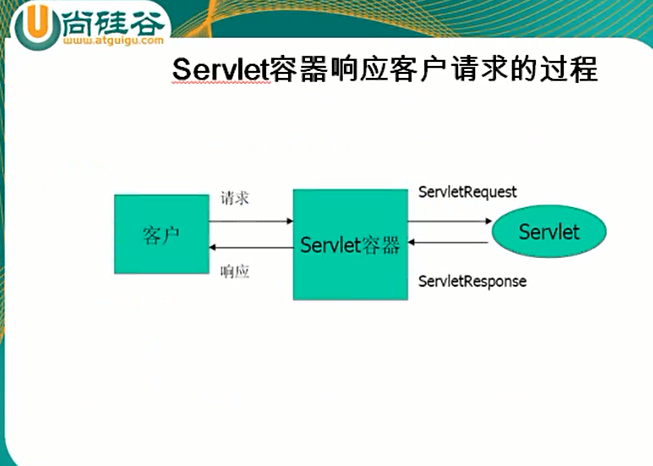 尚硅谷
www.atguigu.com
Servlet容器响应客户请求的过程
请求
ServletRequest
客户
Servlet容器
Servlet
响应
ServletResponse